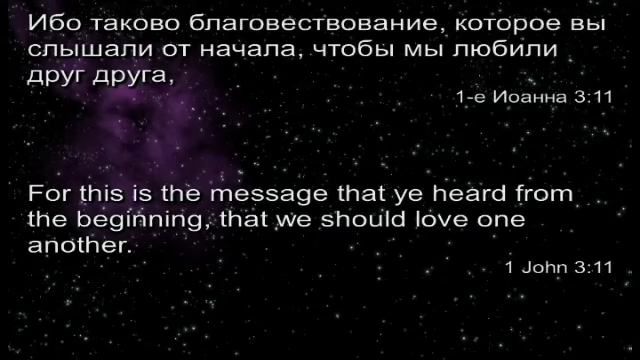 Ибо таково благовествование, которое вы
слышали от начала, чтобы мы любили
друг друга,
1-е Иоанна 3:11
For this is the message that ye heard from
the beginning, that we should love one
another.
1 John 3:11